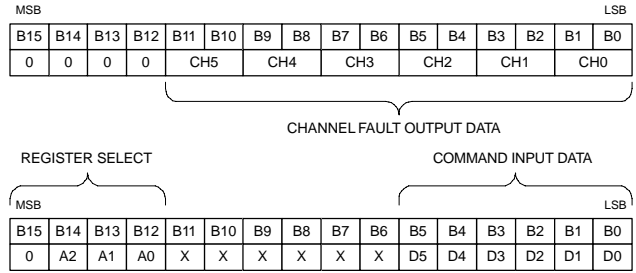 MSB LSB
B15 B14 B13 B12 B11 B10 B9 B8 B7 B6 B5 B4 B3 B2 B1 B0
0 0 0 0 CH5 CH4 CH3 CH2 CH1 CH0
CHANNEL FAULT OUTPUT DATA
REGISTER SELECT COMMAND INPUT DATA
MSB LSB
B15 B14 B13 B12 B11 B10 B9 B8 B7 B6 B5 B4 B3 B2 B1 B0
0 A2 A1 A0 X X X X X X D5 D4 D3 D2 D1 D0